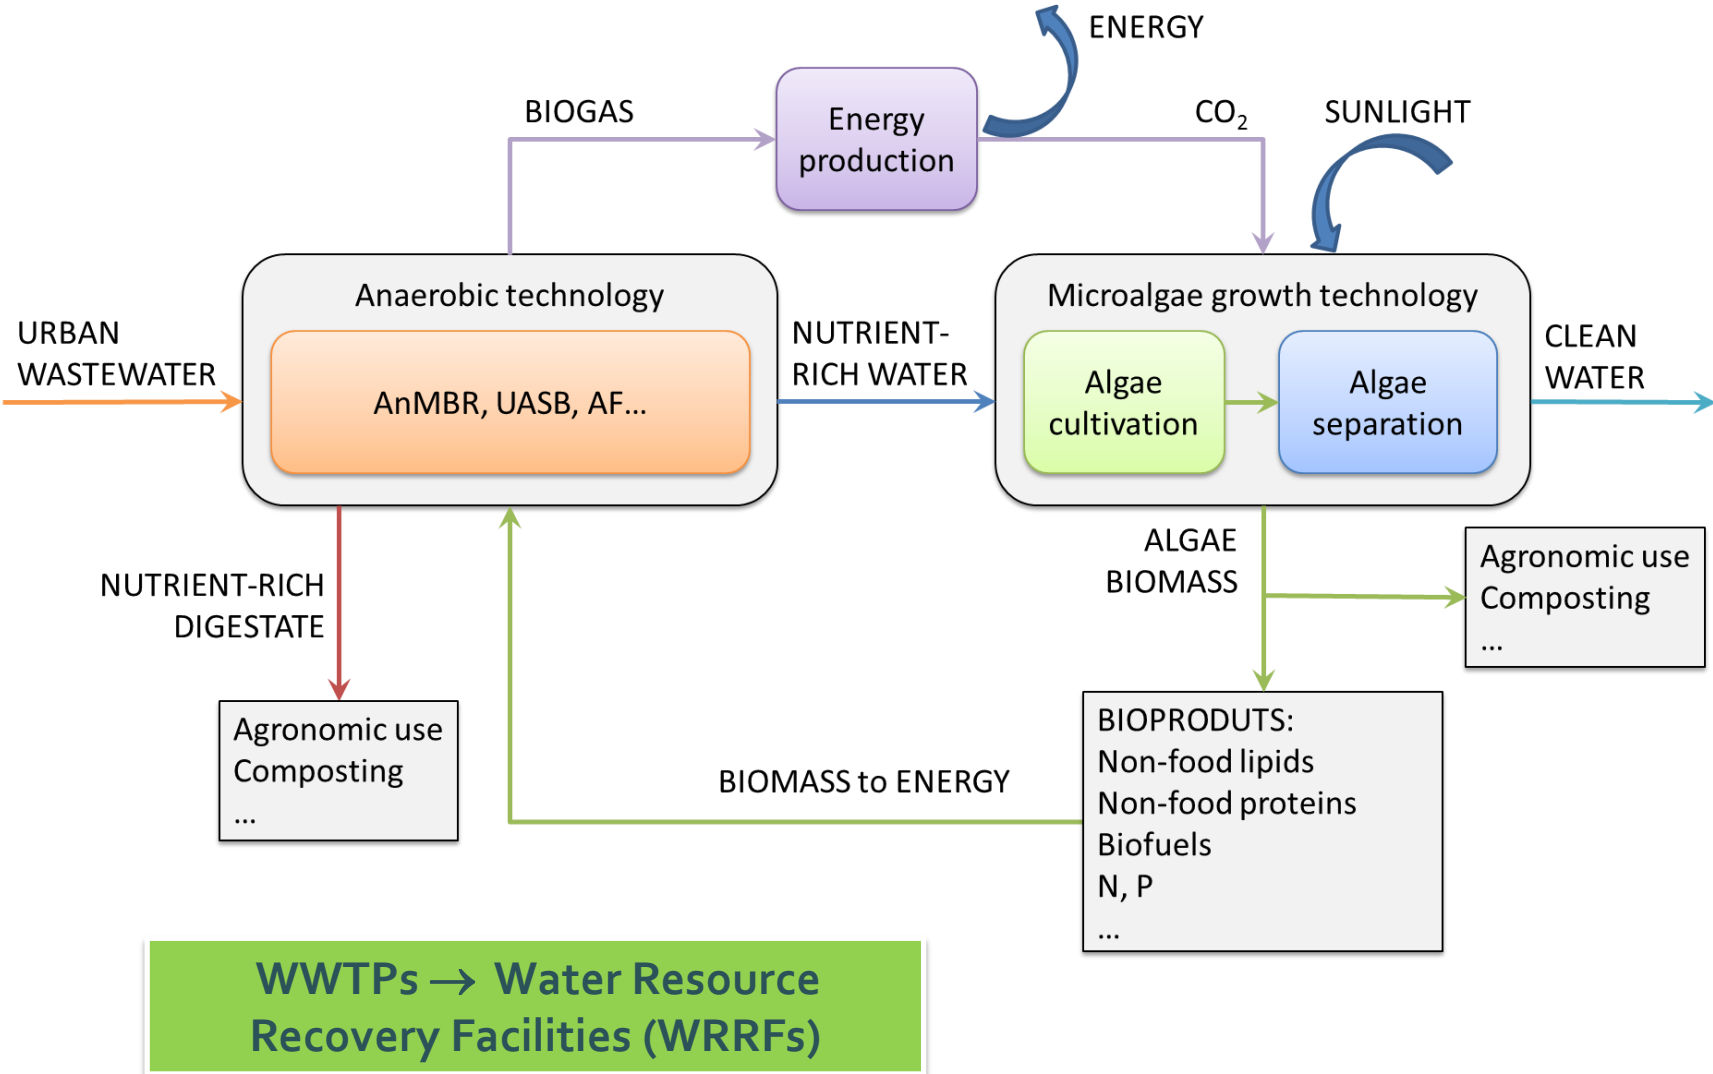 ENERGY
BIOGAS
Energy
production
CO₂
SUNLIGHT
Anaerobic technology
Microalgae growth technology
URBAN
WASTEWATER
AnMBR, UASB, AF...
NUTRIENT-
RICH WATER
Algae
cultivation
Algae
separation
CLEAN
WATER
NUTRIENT-RICH
DIGESTATE
ALGAE
BIOMASS
Agronomic use
Composting
...
Agronomic use
Composting
...
BIOMASS to ENERGY
BIOPRODUTS:
Non-food lipids
Non-food proteins
Biofuels
N, P
...
WWTPs → Water Resource
Recovery Facilities (WRRFs)